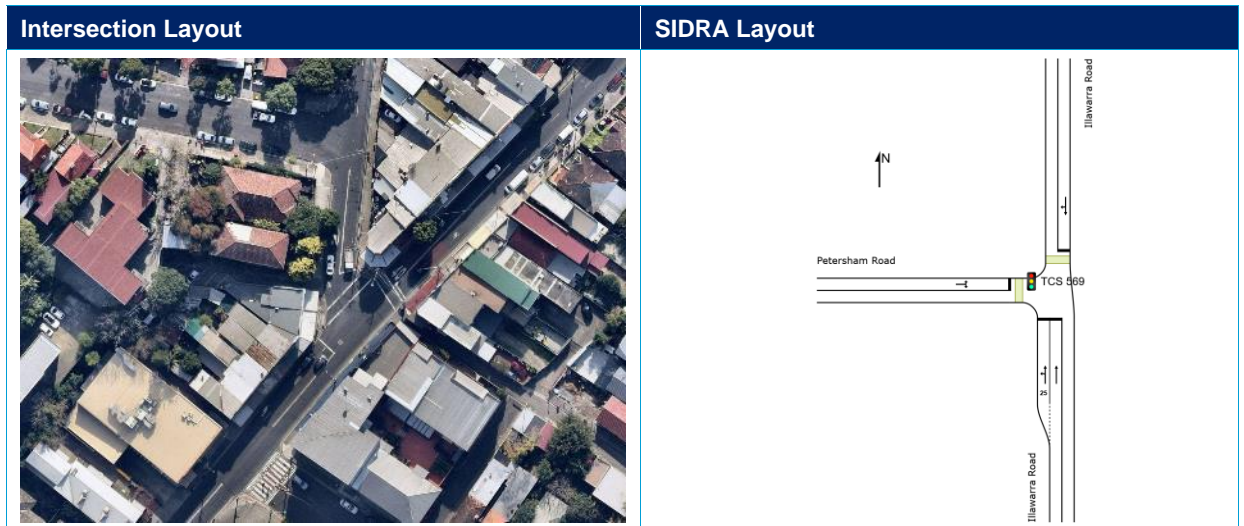 Intersection Layout
SIDRA Layout
Illawarra Road
N
Petersham Road
TCS 569
25
Illawarra Road